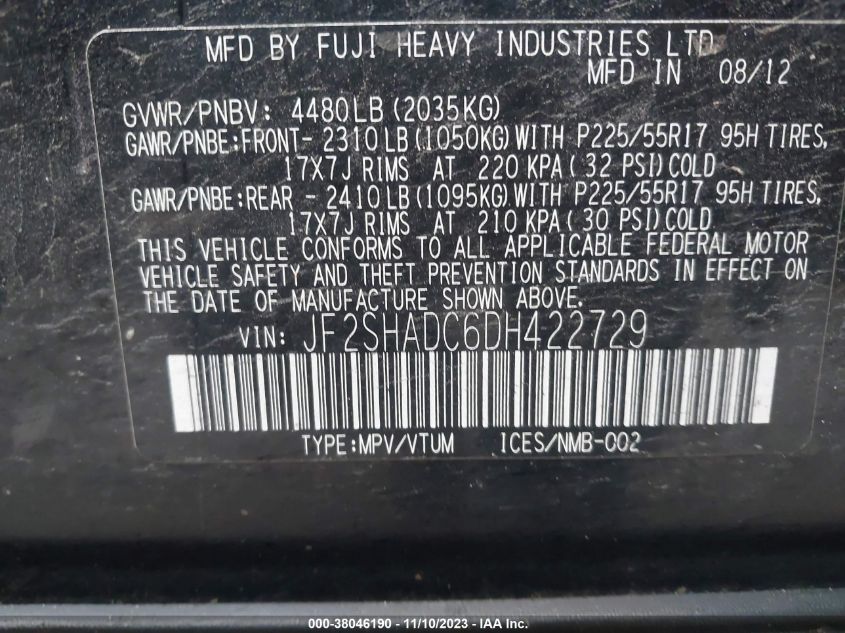 MFD BY FUJI HEAVY INDUSTRIES LTD.
MFD IN 08/12
GVWR/PNBV: 4480LB (2035KG)
GAWR/PNBE:FRONT- 2310LB (1050KG) WITH P225/55R17 95H TIRES,
17X7J RIMS AT 220 KPA( 32 PSI)COLD
GAWR/PNBE:REAR - 2410LB (1095KG) WITH P225/55R17 95H TIRES,
17X7J RIMS AT 210 KPA( 30 PSI)COLD
THIS VEHICLE CONFORMS TO ALL APPLICABLE FEDERAL MOTOR
VEHICLE SAFETY AND THEFT PREVENTION STANDARDS IN EFFECT ON
THE DATE OF MANUFACTURE SHOWN ABOVE.
VIN: JF2SHADC6DH422729
TYPE:MPV/VTUM ICES/NMB-002
000-38046190 - 11/10/2023 - IAA Inc.